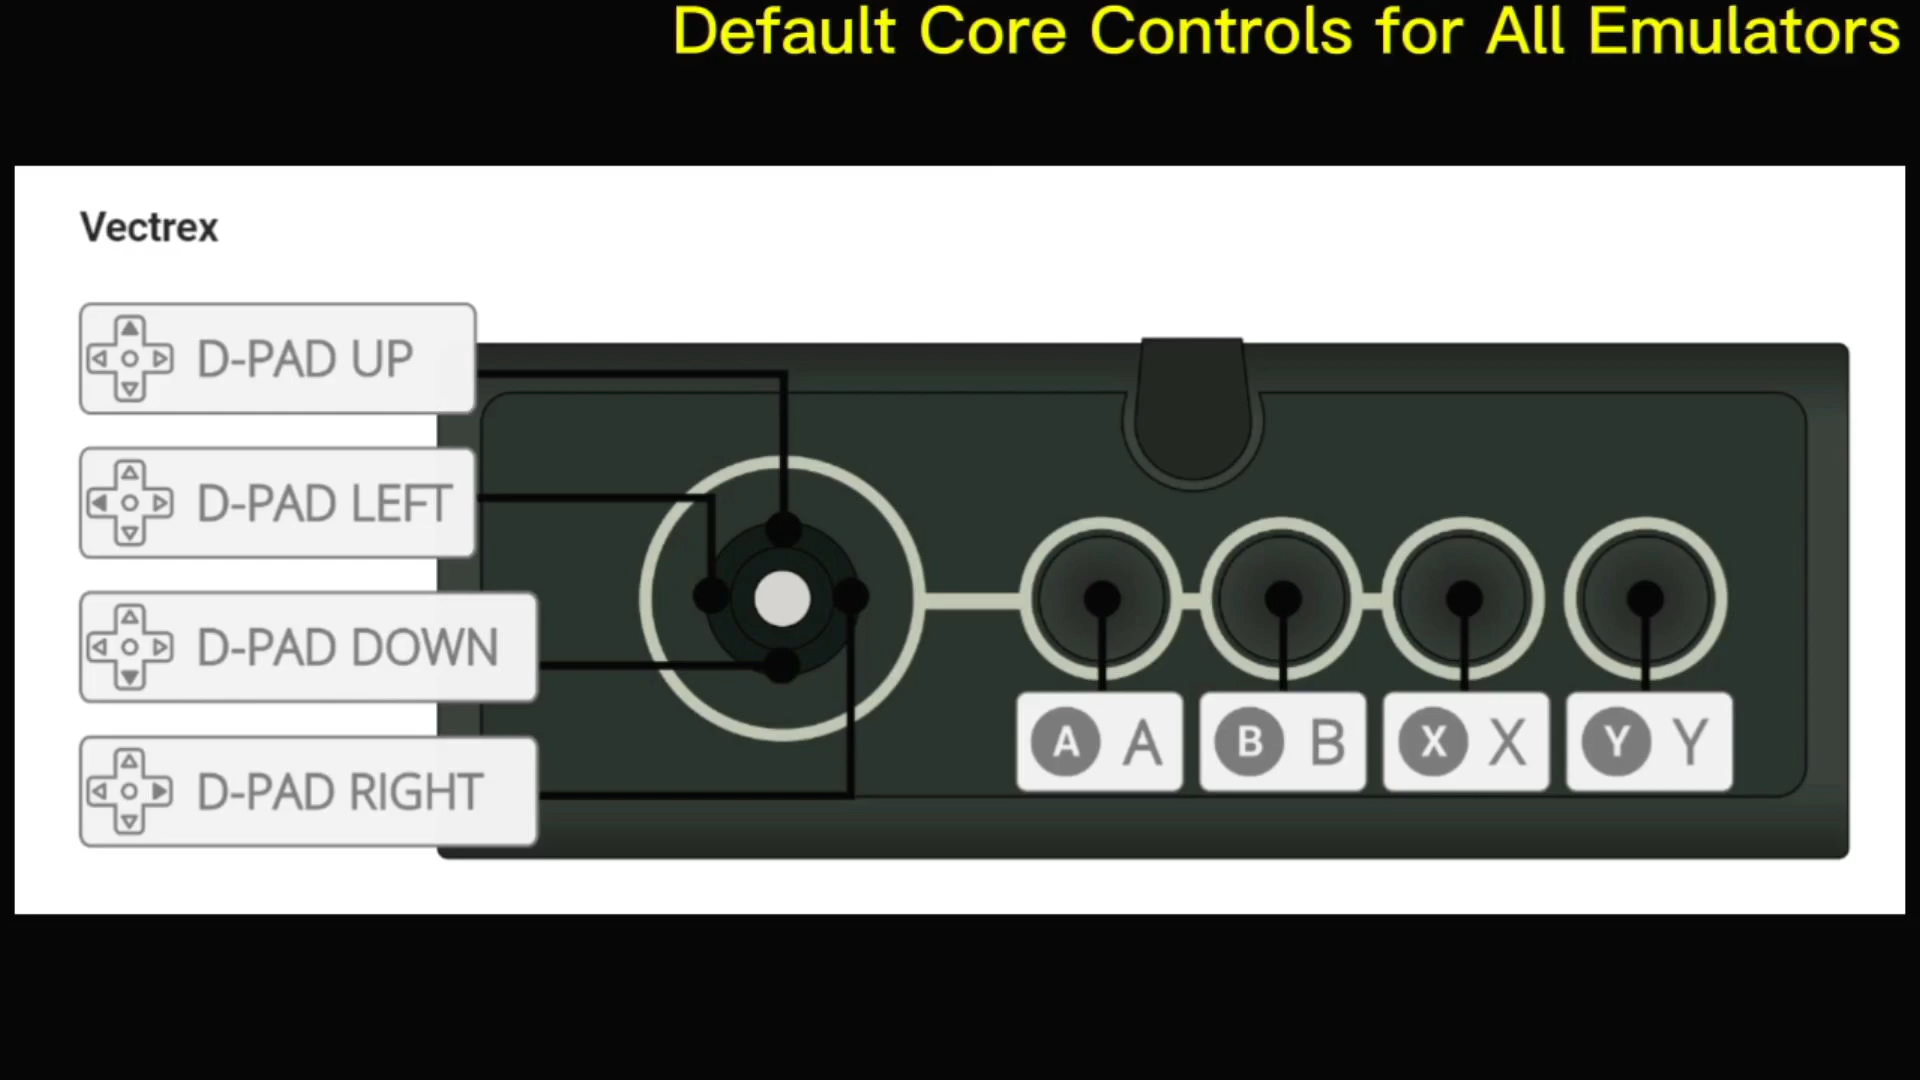 Default Core Controls for All Emulators
Vectrex
D-PAD UP
D-PAD LEFT
D-PAD DOWN
D-PAD RIGHT
A A
B B
X X
Y Y